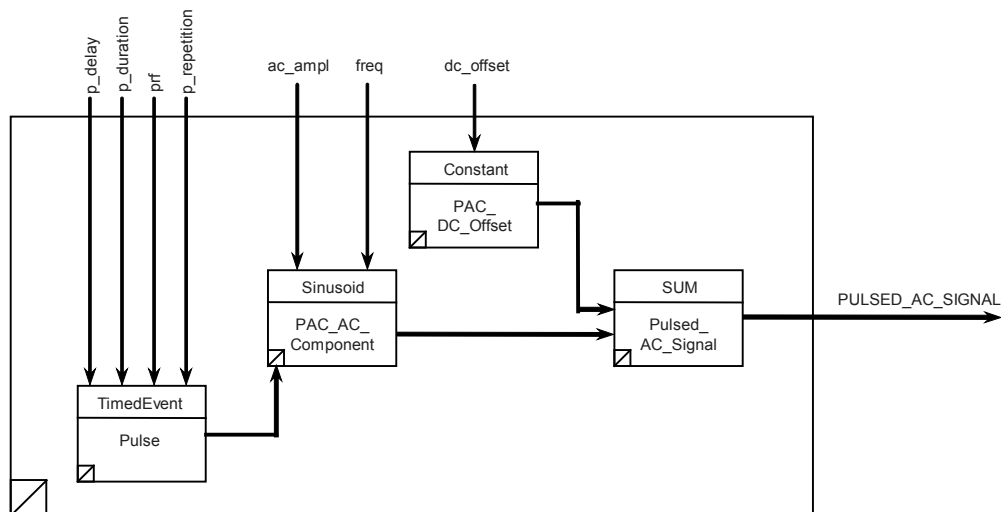 p_delay
p_duration
prf
p_repetition
ac_ampl
freq
dc_offset
Constant
PAC_
DC_Offset
Sinusoid
PAC_AC_
Component
SUM
Pulsed_
AC_Signal
PULSED_AC_SIGNAL
TimedEvent
Pulse